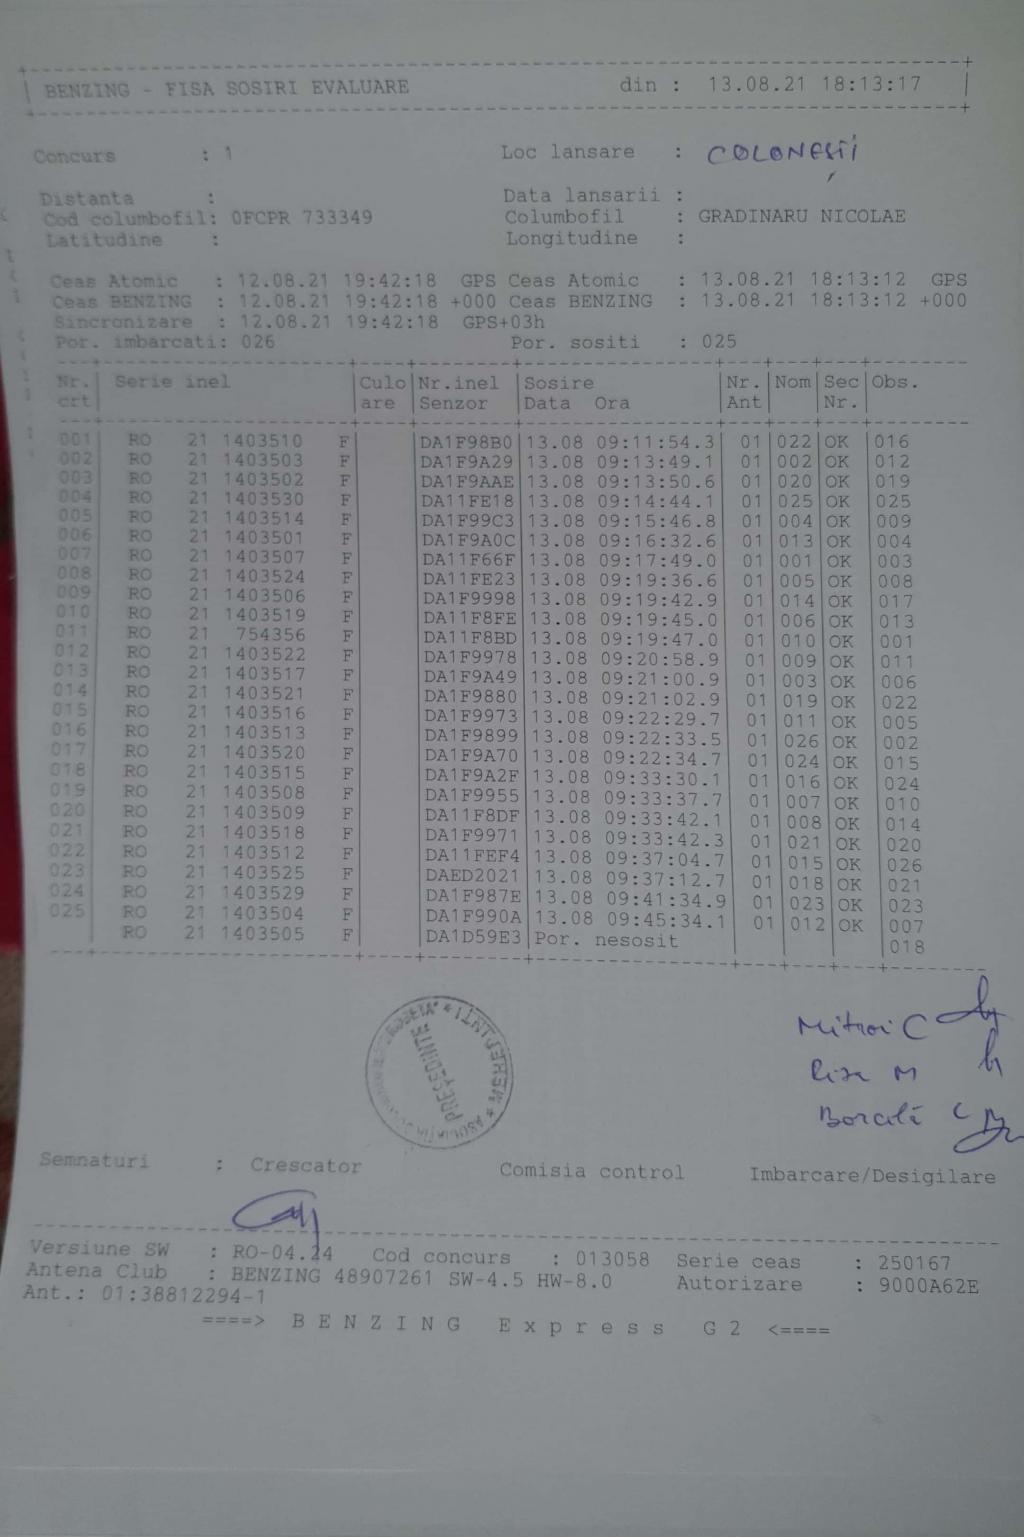 BENZING - FISA SOSIRI EVALUARE din : 13.08.21 18:13:17
Concurs : 1 Loc lansare : COLONESII
Distanta : Data lansarii :
Cod columbofil: 0FCPR 733349 Columbofil : GRADINARU NICOLAE
Latitudine : Longitudine :
Ceas Atomic : 12.08.21 19:42:18 GPS Ceas Atomic : 13.08.21 18:13:12 GPS
Ceas BENZING : 12.08.21 19:42:18 +000 Ceas BENZING : 13.08.21 18:13:12 +000
Sincronizare : 12.08.21 19:42:18 GPS+03h
Por. imbarcati: 026 Por. sositi : 025
Nr. Serie inel Culo Nr.inel Sosire Nr. Nom Sec Obs.
crt are Senzor Data Ora Ant Nr.
001 RO 21 1403510 F DA1F98B0 13.08 09:11:54.3 01 022 OK 016
002 RO 21 1403503 F DA1F9A29 13.08 09:13:49.1 01 002 OK 012
003 RO 21 1403502 F DA1F9AAE 13.08 09:13:50.6 01 020 OK 019
004 RO 21 1403530 F DA11FE18 13.08 09:14:44.1 01 025 OK 025
005 RO 21 1403514 F DA1F99C3 13.08 09:15:46.8 01 004 OK 009
006 RO 21 1403501 F DA1F9A0C 13.08 09:16:32.6 01 013 OK 004
007 RO 21 1403507 F DA11F66F 13.08 09:17:49.0 01 001 OK 003
008 RO 21 1403524 F DA11FE23 13.08 09:19:36.6 01 005 OK 008
009 RO 21 1403506 F DA1F9998 13.08 09:19:42.9 01 014 OK 017
010 RO 21 1403519 F DA11F8FE 13.08 09:19:45.0 01 006 OK 013
011 RO 21 754356 F DA11F8BD 13.08 09:19:47.0 01 010 OK 001
012 RO 21 1403522 F DA1F9978 13.08 09:20:58.9 01 009 OK 011
013 RO 21 1403517 F DA1F9A49 13.08 09:21:00.9 01 003 OK 006
014 RO 21 1403521 F DA1F9880 13.08 09:21:02.9 01 019 OK 022
015 RO 21 1403516 F DA1F9973 13.08 09:22:29.7 01 011 OK 005
016 RO 21 1403513 F DA1F9899 13.08 09:22:33.5 01 026 OK 002
017 RO 21 1403520 F DA1F9A70 13.08 09:22:34.7 01 024 OK 015
018 RO 21 1403515 F DA1F9A2F 13.08 09:33:30.1 01 016 OK 024
019 RO 21 1403508 F DA1F9955 13.08 09:33:37.7 01 007 OK 010
020 RO 21 1403509 F DA11F8DF 13.08 09:33:42.1 01 008 OK 014
021 RO 21 1403518 F DA1F9971 13.08 09:33:42.3 01 021 OK 020
022 RO 21 1403512 F DA11FEF4 13.08 09:37:04.7 01 015 OK 026
023 RO 21 1403525 F DAED2021 13.08 09:37:12.7 01 018 OK 021
024 RO 21 1403529 F DA1F987E 13.08 09:41:34.9 01 023 OK 023
025 RO 21 1403504 F DA1F990A 13.08 09:45:34.1 01 012 OK 007
RO 21 1403505 F DA1D59E3 Por. nesosit 018
MEHEDINTI
PREȘEDINTE
Mitroi C
M
Semnaturi : Crescator Comisia control Imbarcare/Desigilare
Versiune SW : RO-04.24 Cod concurs : 013058 Serie ceas : 250167
Antena Club : BENZING 48907261 SW-4.5 HW-8.0 Autorizare : 9000A62E
Ant.: 01:38812294-1
====> B E N Z I N G E x p r e s s G 2 <====